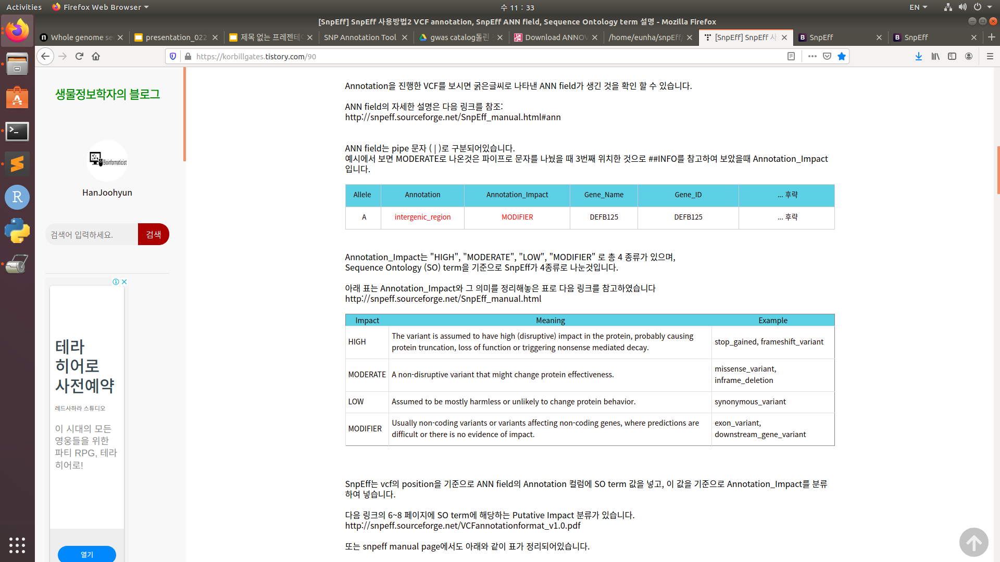 Activities
Firefox Web Browser
수 11 : 33
EN
[SnpEff] SnpEff 사용방법2 VCF annotation, SnpEff ANN field, Sequence Ontology term 설명 - Mozilla Firefox
Whole genome se
presentation_022
제목 없는 프레젠테이
SNP Annotation Tool
gwas catalog돌린
Download ANNOV
/home/eunha/snpEff/
[SnpEff] SnpEff 사
SnpEff
SnpEff
https://korbillgates.tistory.com/90
생물정보학자의 블로그
Bioinformaticist
HanJoohyun
검색어 입력하세요.
검색
테라
히어로
사전예약
레드사하라 스튜디오
이 시대의 모든
영웅들을 위한
파티 RPG, 테라
히어로!
열기
Annotation을 진행한 VCF를 보시면 굵은글씨로 나타낸 ANN field가 생긴 것을 확인 할 수 있습니다.
ANN field의 자세한 설명은 다음 링크를 참조:
http://snpeff.sourceforge.net/SnpEff_manual.html#ann
ANN field는 pipe 문자 ( | )로 구분되어있습니다.
예시에서 보면 MODERATE로 나온것은 파이프로 문자를 나눴을 때 3번째 위치한 것으로 ##INFO를 참고하여 보았을때 Annotation_Impact
입니다.
Allele Annotation Annotation_Impact Gene_Name Gene_ID ... 후략
A intergenic_region MODIFIER DEFB125 DEFB125 ... 후략
Annotation_Impact는 "HIGH", "MODERATE", "LOW", "MODIFIER" 로 총 4 종류가 있으며,
Sequence Ontology (SO) term을 기준으로 SnpEff가 4종류로 나눈것입니다.
아래 표는 Annotation_Impact와 그 의미를 정리해놓은 표로 다음 링크를 참고하였습니다
http://snpeff.sourceforge.net/SnpEff_manual.html
Impact Meaning Example
HIGH
The variant is assumed to have high (disruptive) impact in the protein, probably causing
protein truncation, loss of function or triggering nonsense mediated decay.
stop_gained, frameshift_variant
MODERATE
A non-disruptive variant that might change protein effectiveness.
missense_variant,
inframe_deletion
LOW
Assumed to be mostly harmless or unlikely to change protein behavior.
synonymous_variant
MODIFIER
Usually non-coding variants or variants affecting non-coding genes, where predictions are
difficult or there is no evidence of impact.
exon_variant,
downstream_gene_variant
SnpEff는 vcf의 position을 기준으로 ANN field의 Annotation 컬럼에 SO term 값을 넣고, 이 값을 기준으로 Annotation_Impact를 분류
하여 넣습니다.
다음 링크의 6~8 페이지에 SO term에 해당하는 Putative Impact 분류가 있습니다.
http://snpeff.sourceforge.net/VCFannotationformat_v1.0.pdf
또는 snpeff manual page에서도 아래와 같이 표가 정리되어있습니다.